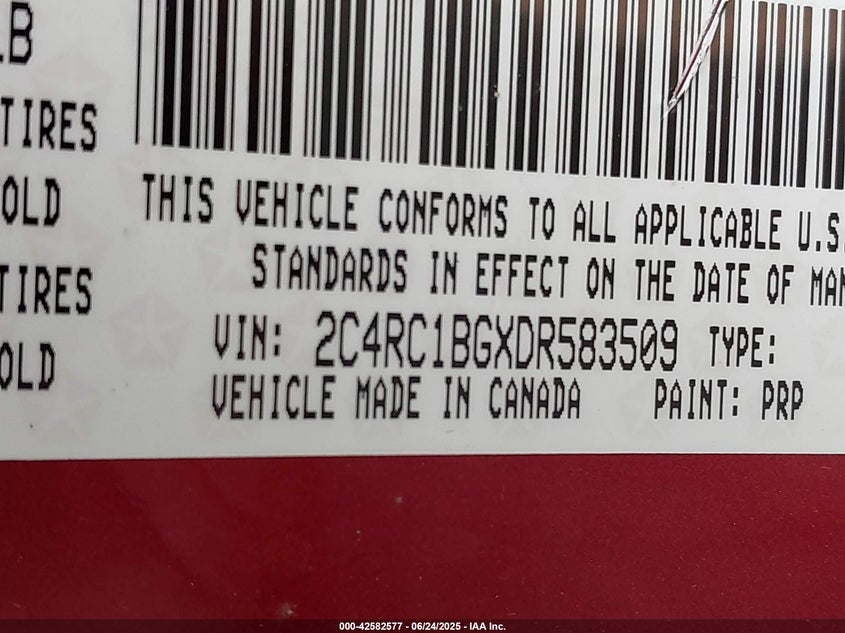 LB
TIRES
OLD
TIRES
OLD
THIS VEHICLE CONFORMS TO ALL APPLICABLE U.S.
STANDARDS IN EFFECT ON THE DATE OF MAN
VIN: 2C4RC1BGXDR583509 TYPE:
VEHICLE MADE IN CANADA PAINT: PRP
000-42582577 - 06/24/2025 - IAA Inc.